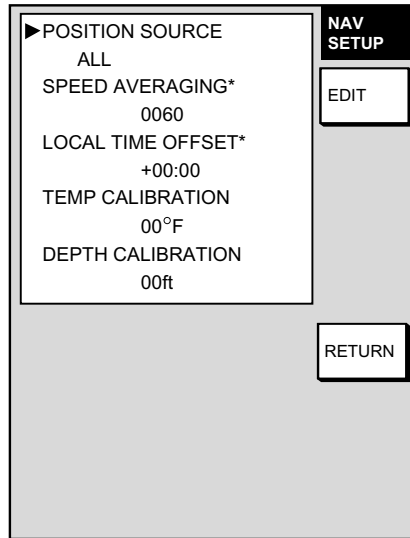 ▶POSITION SOURCE
ALL
SPEED AVERAGING*
0060
LOCAL TIME OFFSET*
+00:00
TEMP CALIBRATION
00°F
DEPTH CALIBRATION
00ft
NAV
SETUP
EDIT
RETURN